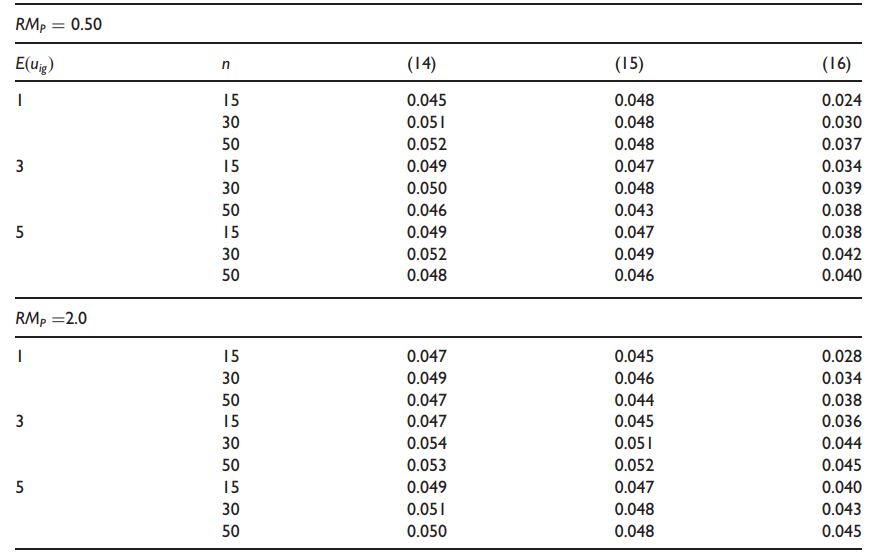 RMP = 0.50
E(uig) n (14) (15) (16)
1 15 0.045 0.048 0.024
30 0.051 0.048 0.030
50 0.052 0.048 0.037
3 15 0.049 0.047 0.034
30 0.050 0.048 0.039
50 0.046 0.043 0.038
5 15 0.049 0.047 0.038
30 0.052 0.049 0.042
50 0.048 0.046 0.040
RMP =2.0
1 15 0.047 0.045 0.028
30 0.049 0.046 0.034
50 0.047 0.044 0.038
3 15 0.047 0.045 0.036
30 0.054 0.051 0.044
50 0.053 0.052 0.045
5 15 0.049 0.047 0.040
30 0.051 0.048 0.043
50 0.050 0.048 0.045